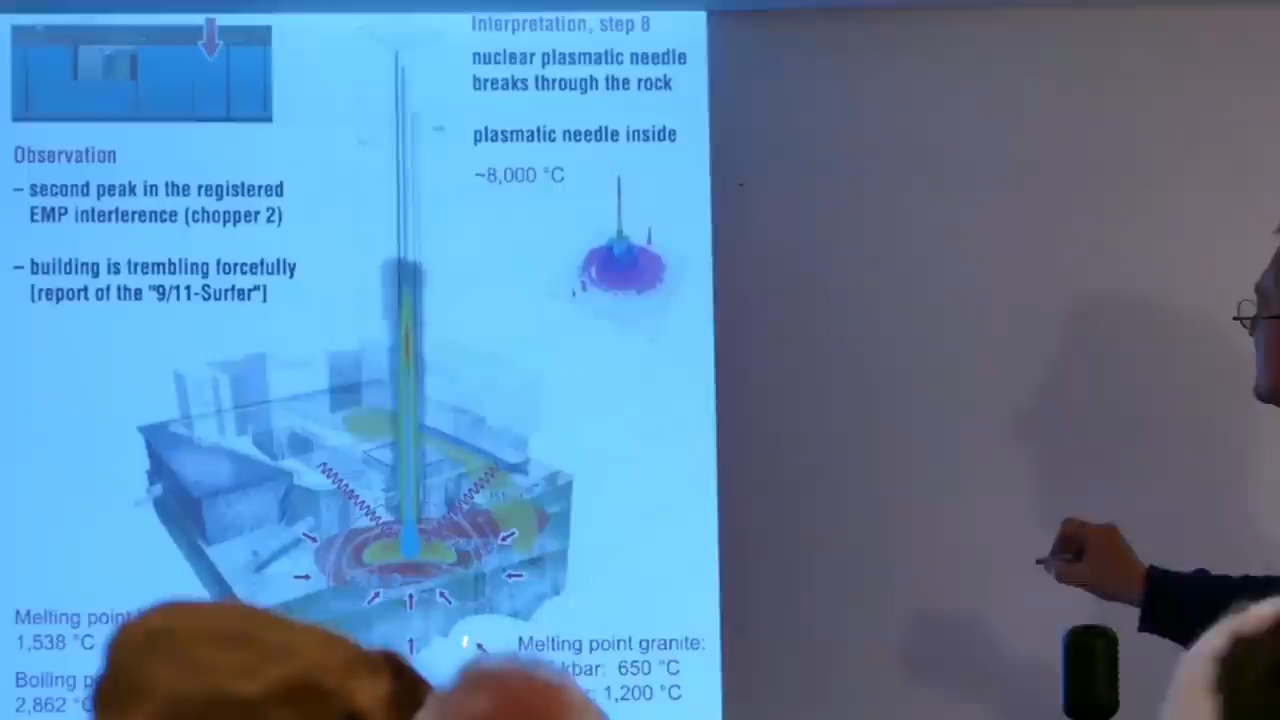 Interpretation, step 8
nuclear plasmatic needle
breaks through the rock
plasmatic needle inside
~8,000 °C
Observation
– second peak in the registered
EMP interference (chopper 2)
– building is trembling forcefully
[report of the "9/11-Surfer"]
Melting point
1,538 °C
Boiling
2,862 °C
Melting point granite:
kbar: 650 °C
: 1,200 °C